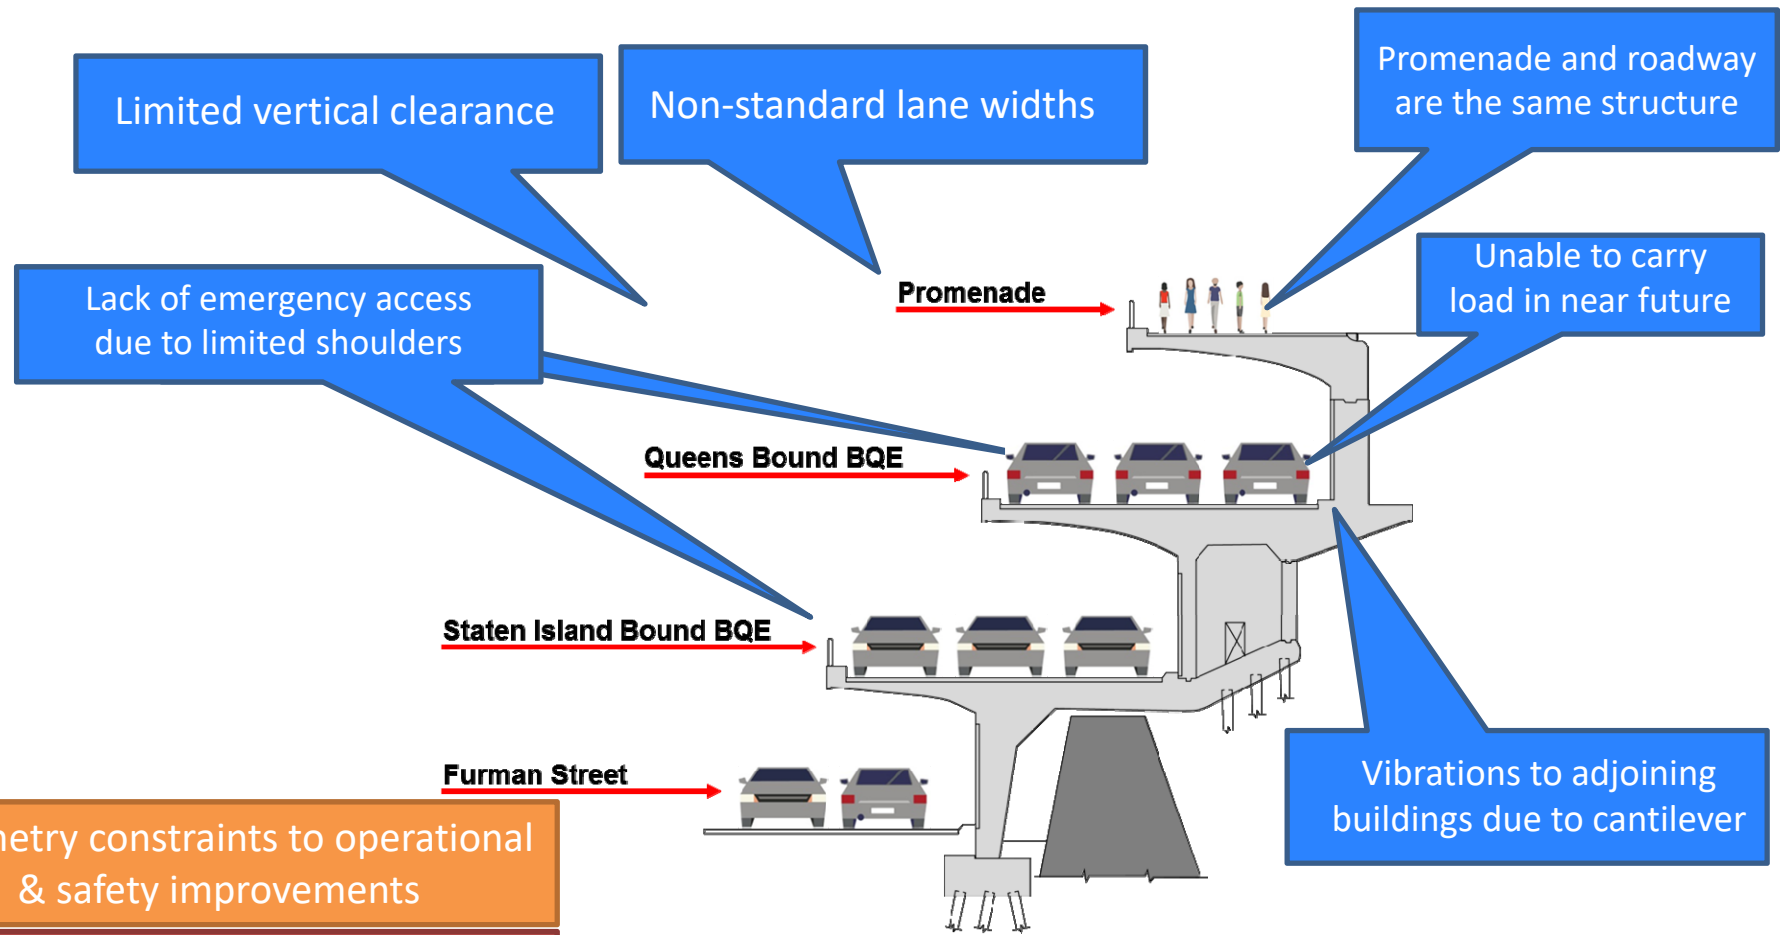 Limited vertical clearance
Non-standard lane widths
Promenade and roadway
are the same structure
Lack of emergency access
due to limited shoulders
Promenade
Unable to carry
load in near future
Queens Bound BQE
Staten Island Bound BQE
Furman Street
Vibrations to adjoining
buildings due to cantilever
constraints to operational
& safety improvements